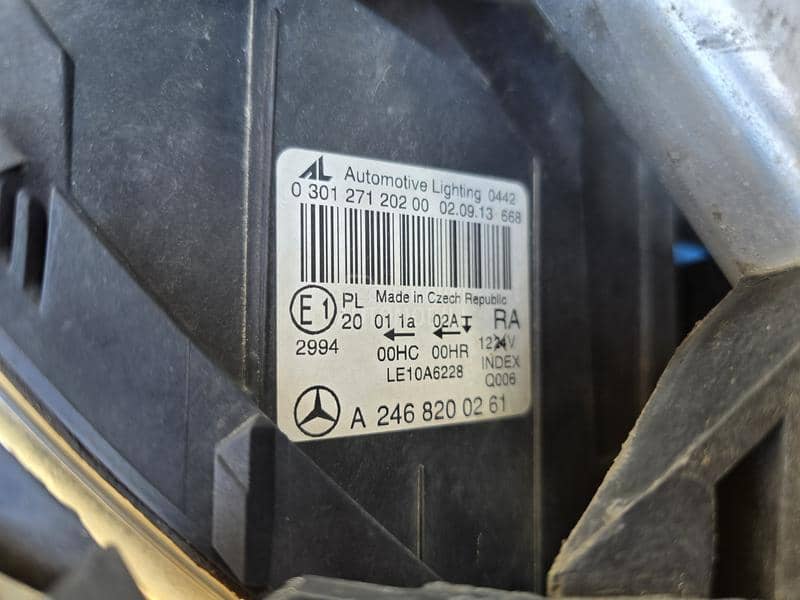 AL Automotive Lighting 0442
0 301 271 202 00 02.09.13 668
Made in Czech Republic
E1 PL
20 01 1a 02A RA
2994 00HC 00HR 1224V
LE10A6228 INDEX
Q006
A 246 820 02 61